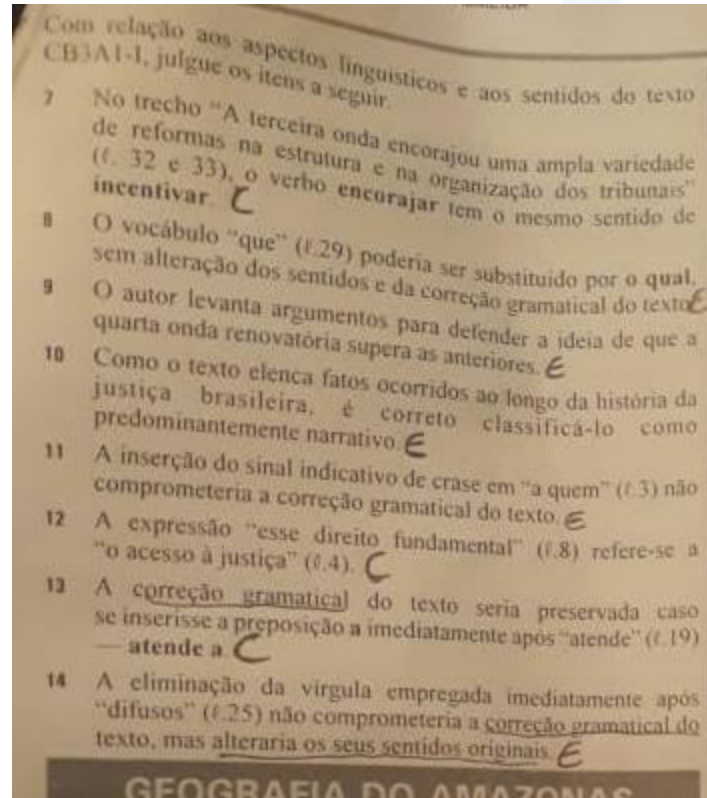 Com relação aos aspectos linguísticos e aos sentidos do texto
CB3A1-I, julgue os itens a seguir.
7 No trecho “A terceira onda encorajou uma ampla variedade
de reformas na estrutura e na organização dos tribunais”
(ℓ. 32 e 33), o verbo encorajar tem o mesmo sentido de
incentivar. C
8 O vocábulo “que” (ℓ.29) poderia ser substituído por o qual,
sem alteração dos sentidos e da correção gramatical do texto. E
9 O autor levanta argumentos para defender a ideia de que a
quarta onda renovatória supera as anteriores. E
10 Como o texto elenca fatos ocorridos ao longo da história da
justiça brasileira, é correto classificá-lo como
predominantemente narrativo. E
11 A inserção do sinal indicativo de crase em “a quem” (ℓ.3) não
comprometeria a correção gramatical do texto. E
12 A expressão “esse direito fundamental” (ℓ.8) refere-se a
“o acesso à justiça” (ℓ.4). C
13 A correção gramatical do texto seria preservada caso
se inserisse a preposição a imediatamente após “atende” (ℓ.19)
— atende a. C
14 A eliminação da vírgula empregada imediatamente após
“difusos” (ℓ.25) não comprometeria a correção gramatical do
texto, mas alteraria os seus sentidos originais. E
GEOGRAFIA DO AMAZONAS